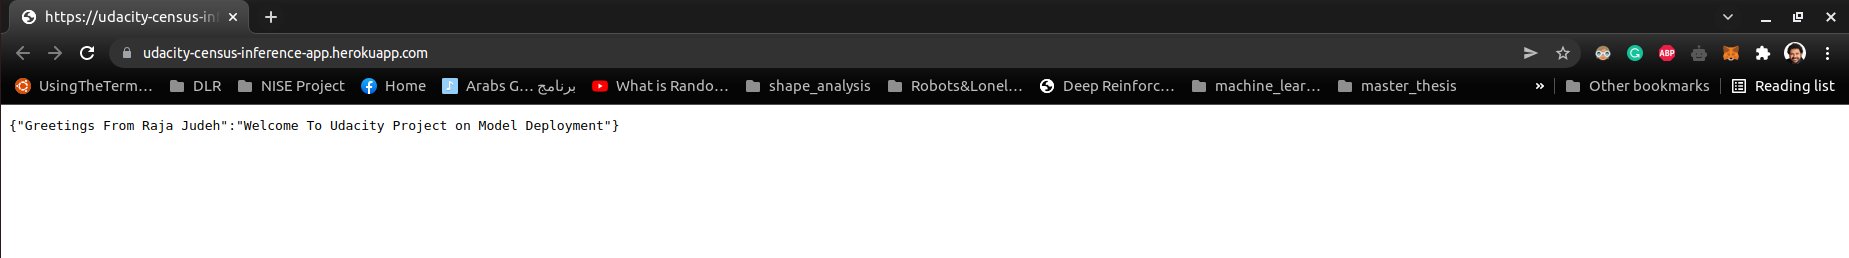 https://udacity-census-in
udacity-census-inference-app.herokuapp.com
ABP
UsingTheTerm… DLR NISE Project Home Arabs G… برنامج What is Rando… shape_analysis Robots&Lonel… Deep Reinforc… machine_lear… master_thesis » Other bookmarks Reading list
{"Greetings From Raja Judeh":"Welcome To Udacity Project on Model Deployment"}